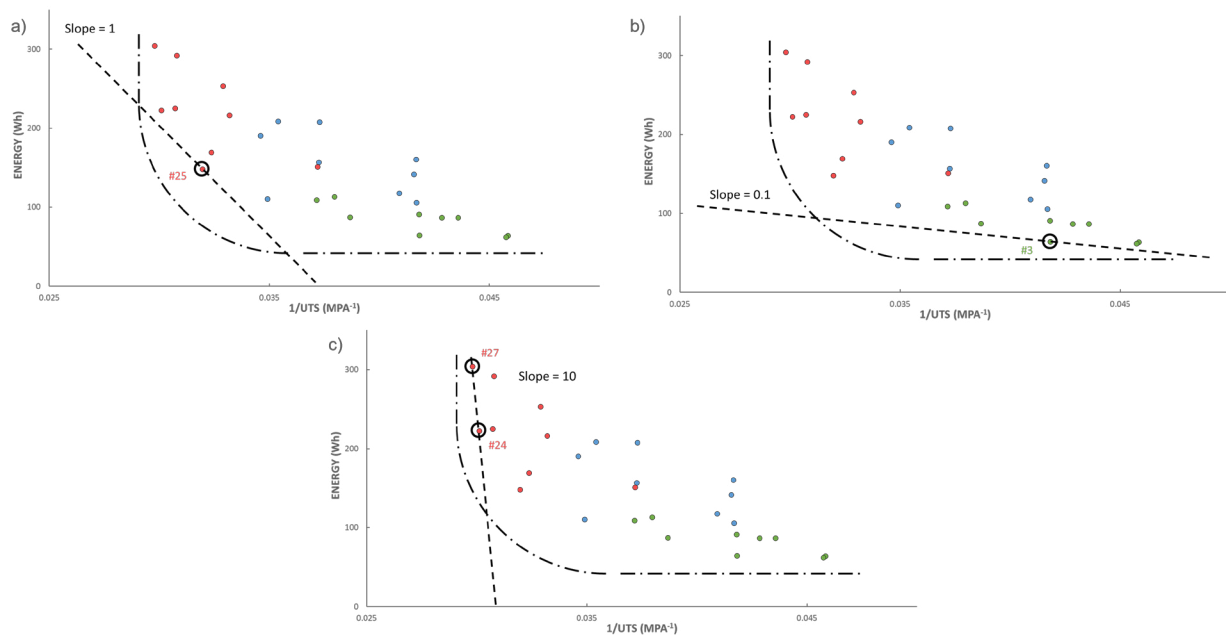 a)
Slope = 1
ENERGY (Wh)
300
200
100
0
#25
0.025
0.035
0.045
1/UTS (MPA⁻¹)
b)
ENERGY (Wh)
300
200
100
0
Slope = 0.1
#3
0.025
0.035
0.045
1/UTS (MPA⁻¹)
c)
ENERGY (Wh)
300
200
100
0
#27
Slope = 10
#24
0.025
0.035
0.045
1/UTS (MPA⁻¹)